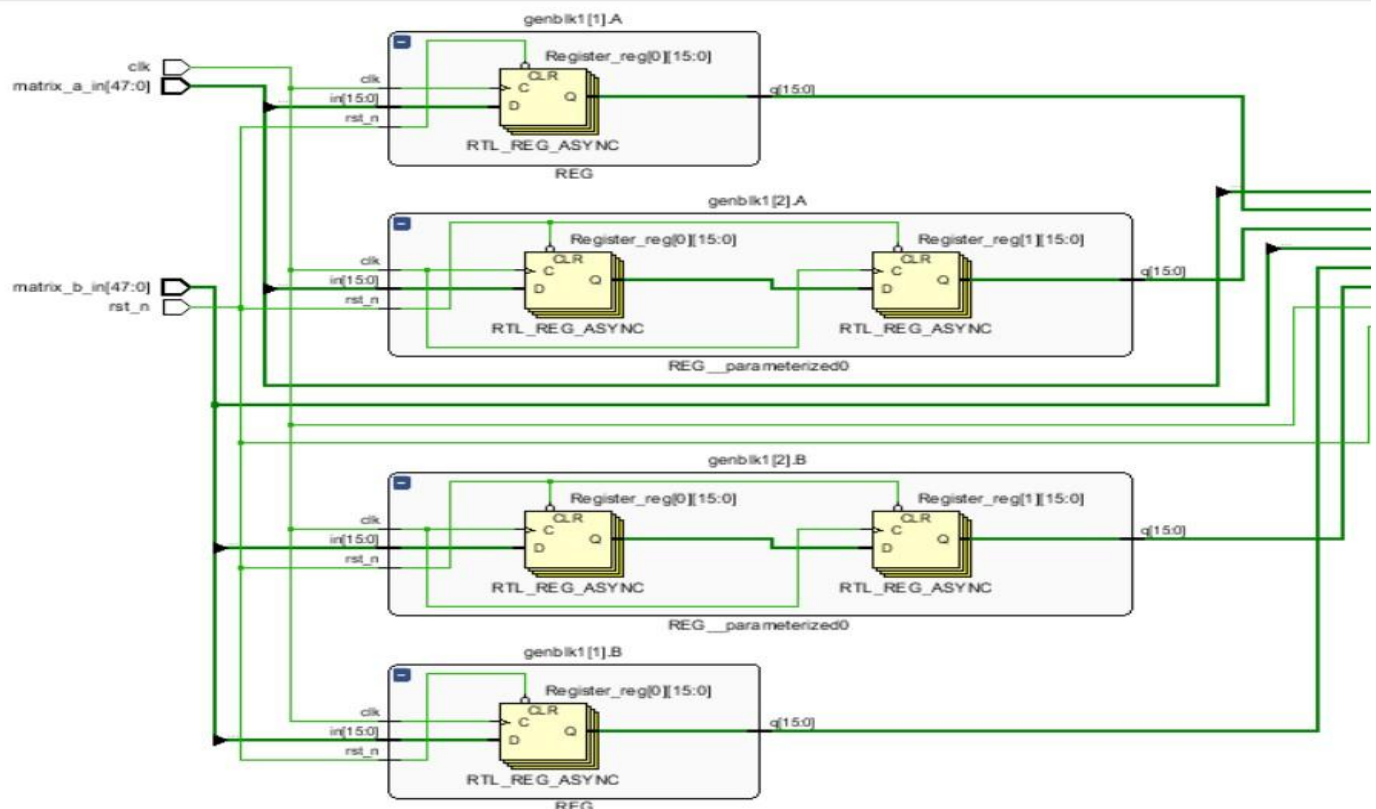 genblk1[1].A
clk
matrix_a_in[47:0]
clk
in[15:0]
rst_n
Register_reg[0][15:0]
CLR
C
D
Q
RTL_REG_ASYNC
q[15:0]
REG
genblk1[2].A
matrix_b_in[47:0]
rst_n
clk
in[15:0]
rst_n
Register_reg[0][15:0]
CLR
C
D
Q
RTL_REG_ASYNC
Register_reg[1][15:0]
CLR
C
D
Q
RTL_REG_ASYNC
q[15:0]
REG__parameterized0
genblk1[2].B
clk
in[15:0]
rst_n
Register_reg[0][15:0]
CLR
C
D
Q
RTL_REG_ASYNC
Register_reg[1][15:0]
CLR
C
D
Q
RTL_REG_ASYNC
q[15:0]
REG__parameterized0
genblk1[1].B
clk
in[15:0]
rst_n
Register_reg[0][15:0]
CLR
C
D
Q
RTL_REG_ASYNC
q[15:0]
REG